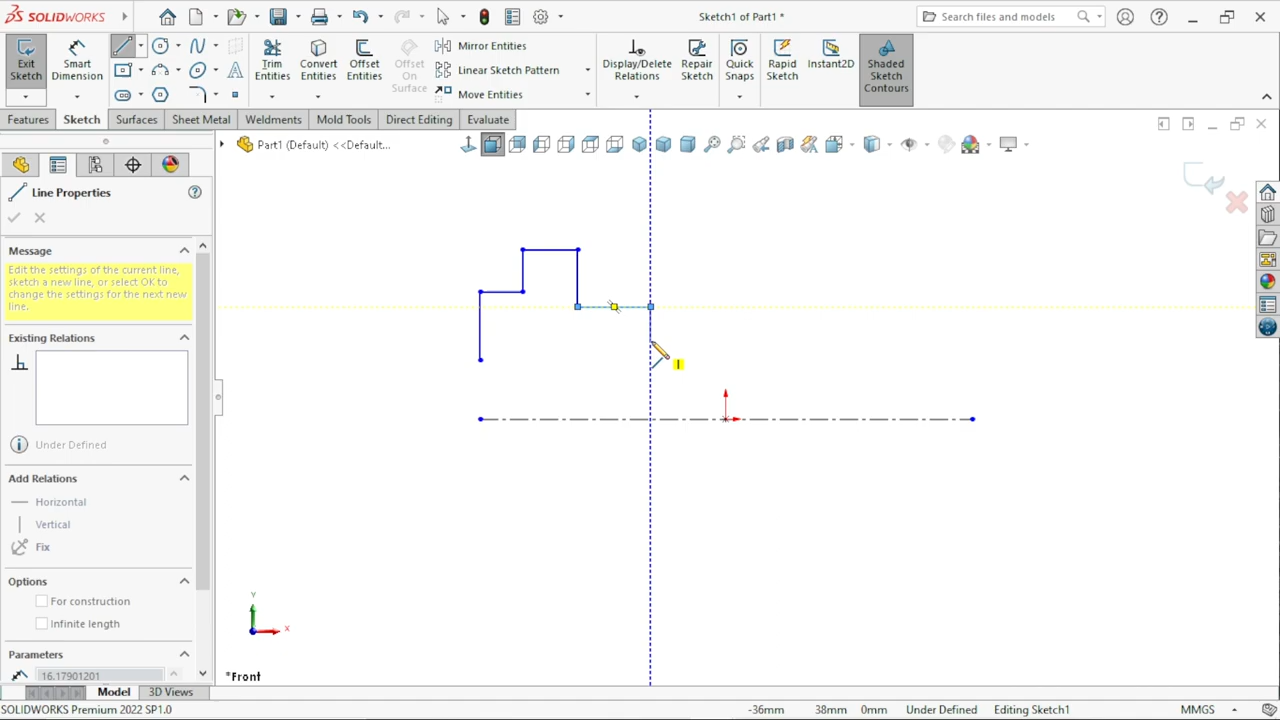 3S SOLIDWORKS
Sketch1 of Part1 *
Search files and models
Exit Sketch
Smart Dimension
Trim Entities
Convert Entities
Offset Entities
Offset On Surface
Mirror Entities
Linear Sketch Pattern
Move Entities
Display/Delete Relations
Repair Sketch
Quick Snaps
Rapid Sketch
Instant2D
Shaded Sketch Contours
Features
Sketch
Surfaces
Sheet Metal
Weldments
Mold Tools
Direct Editing
Evaluate
Part1 (Default) <<Default...
Line Properties
Message
Edit the settings of the current line,
sketch a new line, or select OK to
change the settings for the next new
line.
Existing Relations
Under Defined
Add Relations
Horizontal
Vertical
Fix
Options
For construction
Infinite length
Parameters
16.17901201
Y
X
*Front
Model
3D Views
SOLIDWORKS Premium 2022 SP1.0
-36mm
38mm
0mm
Under Defined
Editing Sketch1
MMGS